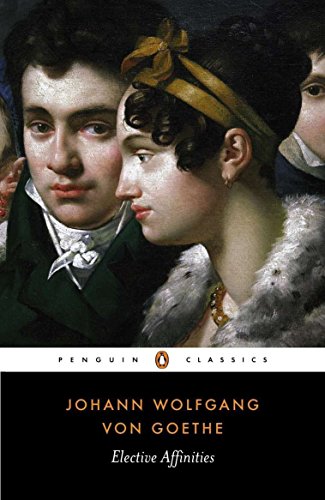 PENGUIN CLASSICS
JOHANN WOLFGANG
VON GOETHE
Elective Affinities